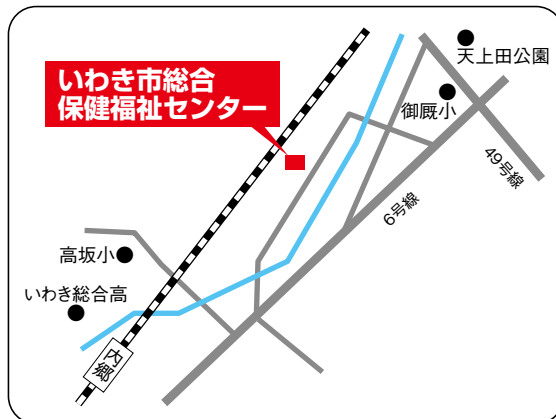 天上田公園
いわき市総合
保健福祉センター
御厩小
49号線
6号線
高坂小
いわき総合高
内郷